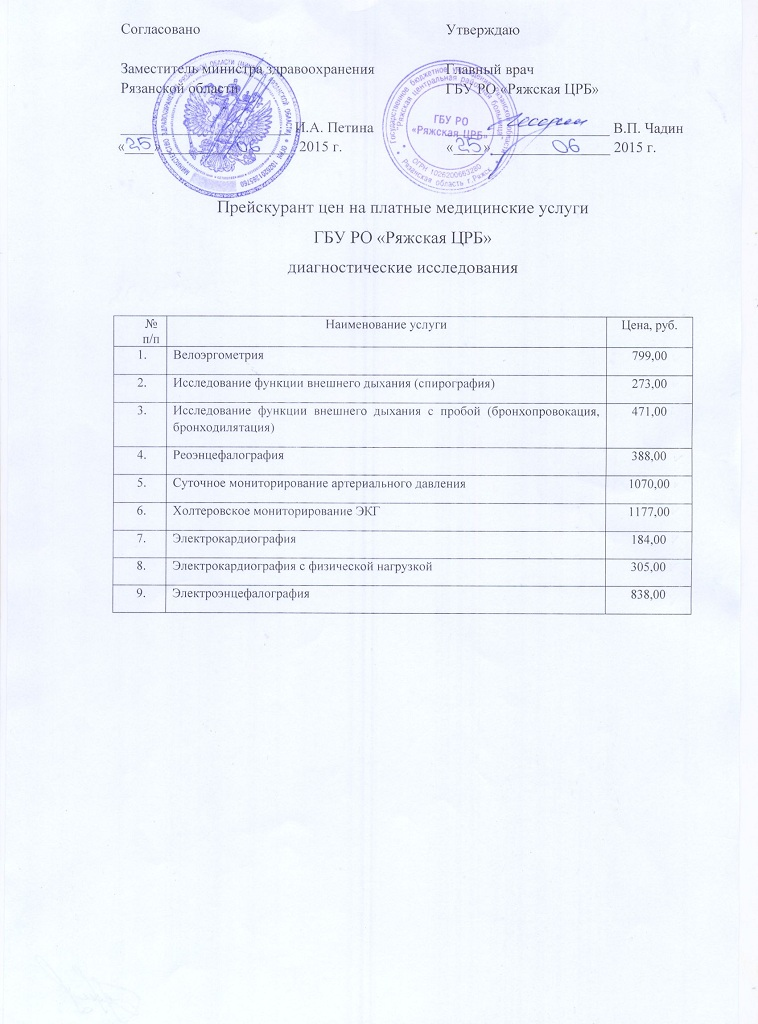 Согласовано Утверждаю
Заместитель министра здравоохранения Главный врач
Рязанской области ГБУ РО «Ряжская ЦРБ»
И.А. Петина В.П. Чадин
«25» 06 2015 г. «25» 06 2015 г.
ГБУ РО
«Ряжская ЦРБ»
Прейскурант цен на платные медицинские услуги
ГБУ РО «Ряжская ЦРБ»
диагностические исследования
№ Наименование услуги Цена, руб.
п/п
1. Велоэргометрия 799,00
2. Исследование функции внешнего дыхания (спирография) 273,00
3. Исследование функции внешнего дыхания с пробой (бронхопровокация, 471,00
бронходилятация)
4. Реоэнцефалография 388,00
5. Суточное мониторирование артериального давления 1070,00
6. Холтеровское мониторирование ЭКГ 1177,00
7. Электрокардиография 184,00
8. Электрокардиография с физической нагрузкой 305,00
9. Электроэнцефалография 838,00